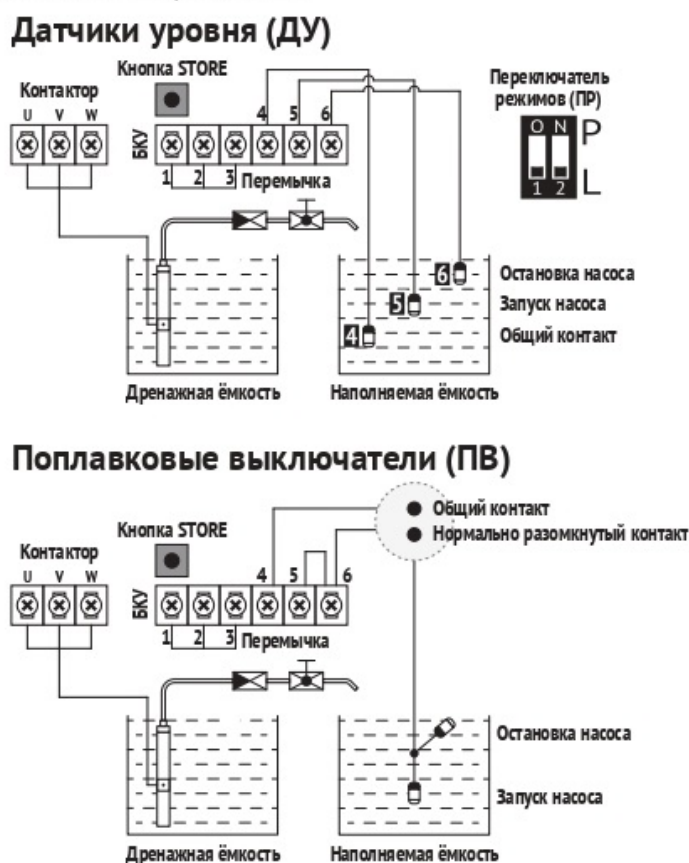 Датчики уровня (ДУ)
Кнопка STORE
Контактор
U V W
БКУ
4 5 6
1 2 3 Перемычка
Переключатель
режимов (ПР)
O N P
1 2 L
6 Остановка насоса
5 Запуск насоса
4 Общий контакт
Дренажная ёмкость
Наполняемая ёмкость
Поплавковые выключатели (ПВ)
Общий контакт
Нормально разомкнутый контакт
Кнопка STORE
Контактор
U V W
БКУ
4 5 6
1 2 3 Перемычка
Остановка насоса
Запуск насоса
Дренажная ёмкость
Наполняемая ёмкость